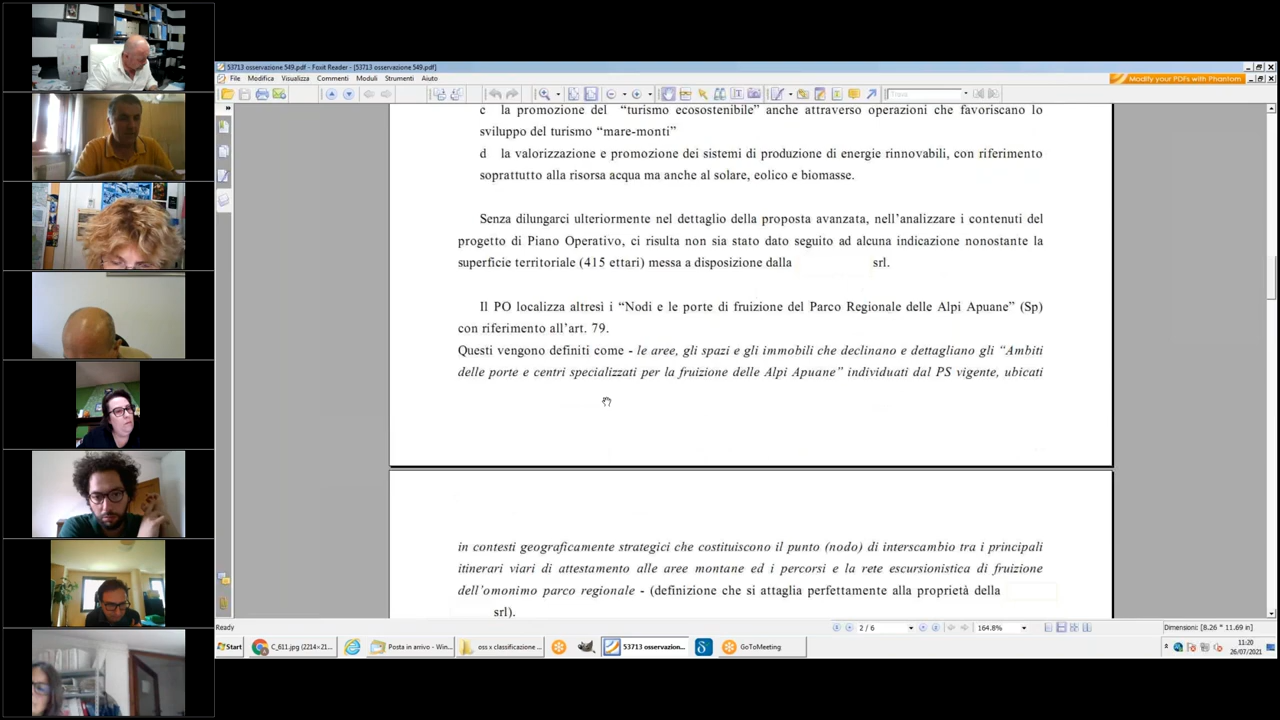 53713 osservazione 549.pdf - Foxit Reader - [53713 osservazione 549.pdf]
File Modifica Visualizza Commenti Moduli Strumenti Aiuto
Modify your PDFs with Phantom
Trova
c la promozione del “turismo ecosostenibile” anche attraverso operazioni che favoriscano lo
sviluppo del turismo “mare-monti”
d la valorizzazione e promozione dei sistemi di produzione di energie rinnovabili, con riferimento
soprattutto alla risorsa acqua ma anche al solare, eolico e biomasse.
Senza dilungarci ulteriormente nel dettaglio della proposta avanzata, nell’analizzare i contenuti del
progetto di Piano Operativo, ci risulta non sia stato dato seguito ad alcuna indicazione nonostante la
superficie territoriale (415 ettari) messa a disposizione dalla srl.
Il PO localizza altresì i “Nodi e le porte di fruizione del Parco Regionale delle Alpi Apuane” (Sp)
con riferimento all’art. 79.
Questi vengono definiti come - le aree, gli spazi e gli immobili che declinano e dettagliano gli “Ambiti
delle porte e centri specializzati per la fruizione delle Alpi Apuane” individuati dal PS vigente, ubicati
in contesti geograficamente strategici che costituiscono il punto (nodo) di interscambio tra i principali
itinerari viari di attestamento alle aree montane ed i percorsi e la rete escursionistica di fruizione
dell’omonimo parco regionale - (definizione che si attaglia perfettamente alla proprietà della
srl).
Ready
2 / 6
164.8%
Dimensioni: [8.26 * 11.69 in]
Start
C_611.jpg (2214×21...
Posta in arrivo - Win...
oss x classificazione ...
53713 osservazion...
GoToMeeting
11:20
26/07/2021